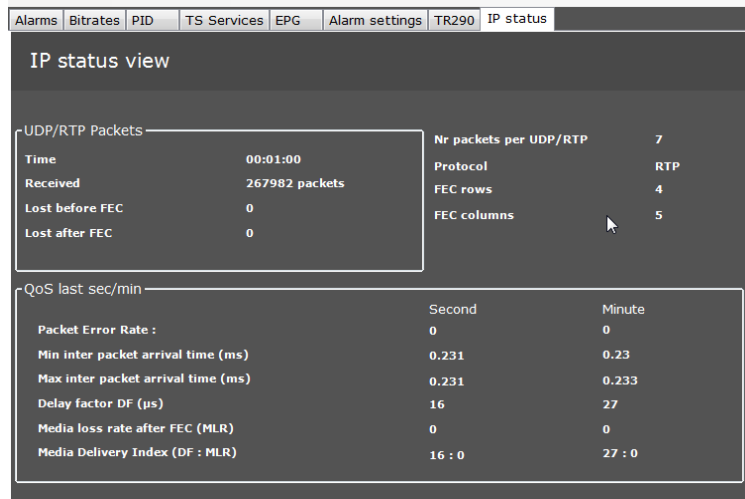 Alarms Bitrates PID TS Services EPG Alarm settings TR290 IP status
IP status view
UDP/RTP Packets
Time 00:01:00
Received 267982 packets
Lost before FEC 0
Lost after FEC 0
Nr packets per UDP/RTP 7
Protocol RTP
FEC rows 4
FEC columns 5
QoS last sec/min
Second Minute
Packet Error Rate : 0 0
Min inter packet arrival time (ms) 0.231 0.23
Max inter packet arrival time (ms) 0.231 0.233
Delay factor DF (µs) 16 27
Media loss rate after FEC (MLR) 0 0
Media Delivery Index (DF : MLR) 16 : 0 27 : 0